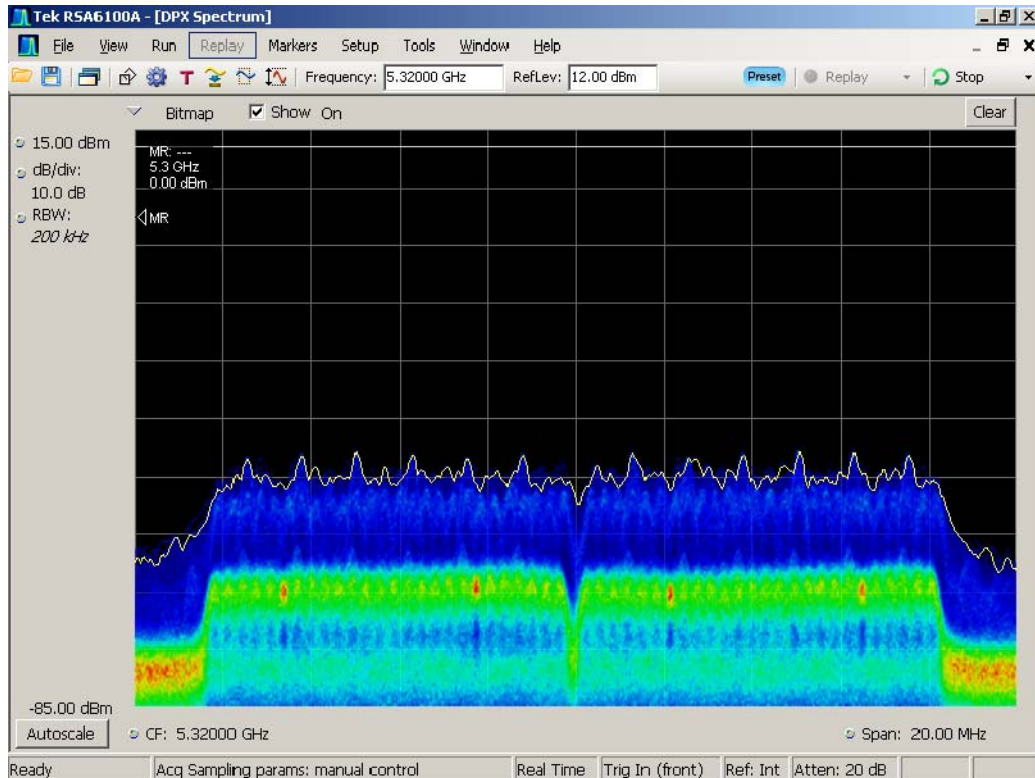 Tek RSA6100A - [DPX Spectrum]
File View Run Replay Markers Setup Tools Window Help
T Frequency: 5.32000 GHz RefLev: 12.00 dBm Preset Replay Stop
Bitmap Show On Clear
15.00 dBm
dB/div:
10.0 dB
RBW:
200 kHz
MR: ---
5.3 GHz
0.00 dBm
MR
-85.00 dBm
Autoscale CF: 5.32000 GHz Span: 20.00 MHz
Ready Acq Sampling params: manual control Real Time Trig In (front) Ref: Int Atten: 20 dB